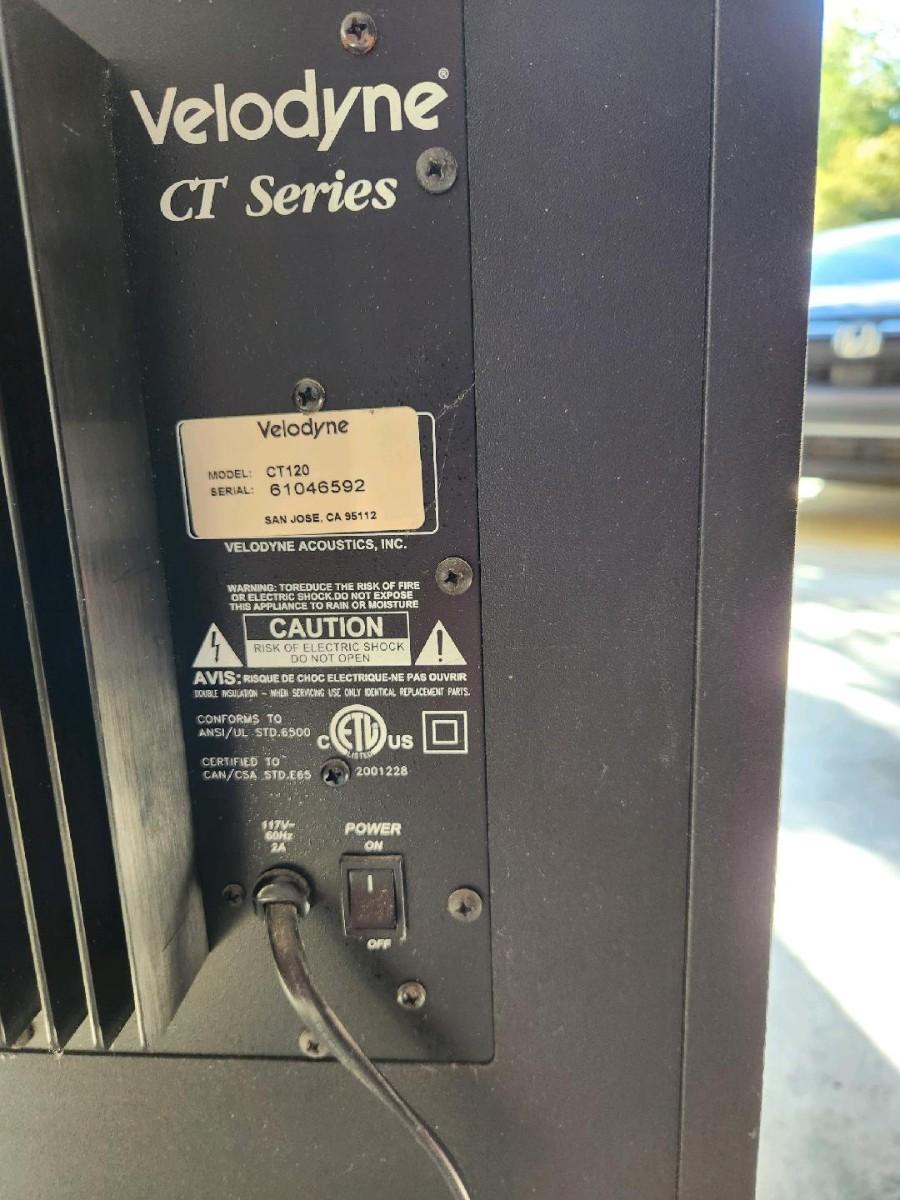 Velodyne®
CT Series
Velodyne
MODEL: CT120
SERIAL: 61046592
SAN JOSE, CA 95112
VELODYNE ACOUSTICS, INC.
WARNING: TOREDUCE THE RISK OF FIRE
OR ELECTRIC SHOCK.DO NOT EXPOSE
THIS APPLIANCE TO RAIN OR MOISTURE
CAUTION
RISK OF ELECTRIC SHOCK
DO NOT OPEN
AVIS: RISQUE DE CHOC ELECTRIQUE-NE PAS OUVRIR
DOUBLE INSULATION - WHEN SERVICING USE ONLY IDENTICAL REPLACEMENT PARTS.
CONFORMS TO
ANSI/UL STD.6500
C ETL US
LISTED
CERTIFIED TO
CAN/CSA STD.E65
2001228
117V~
60Hz
2A
POWER
ON
OFF